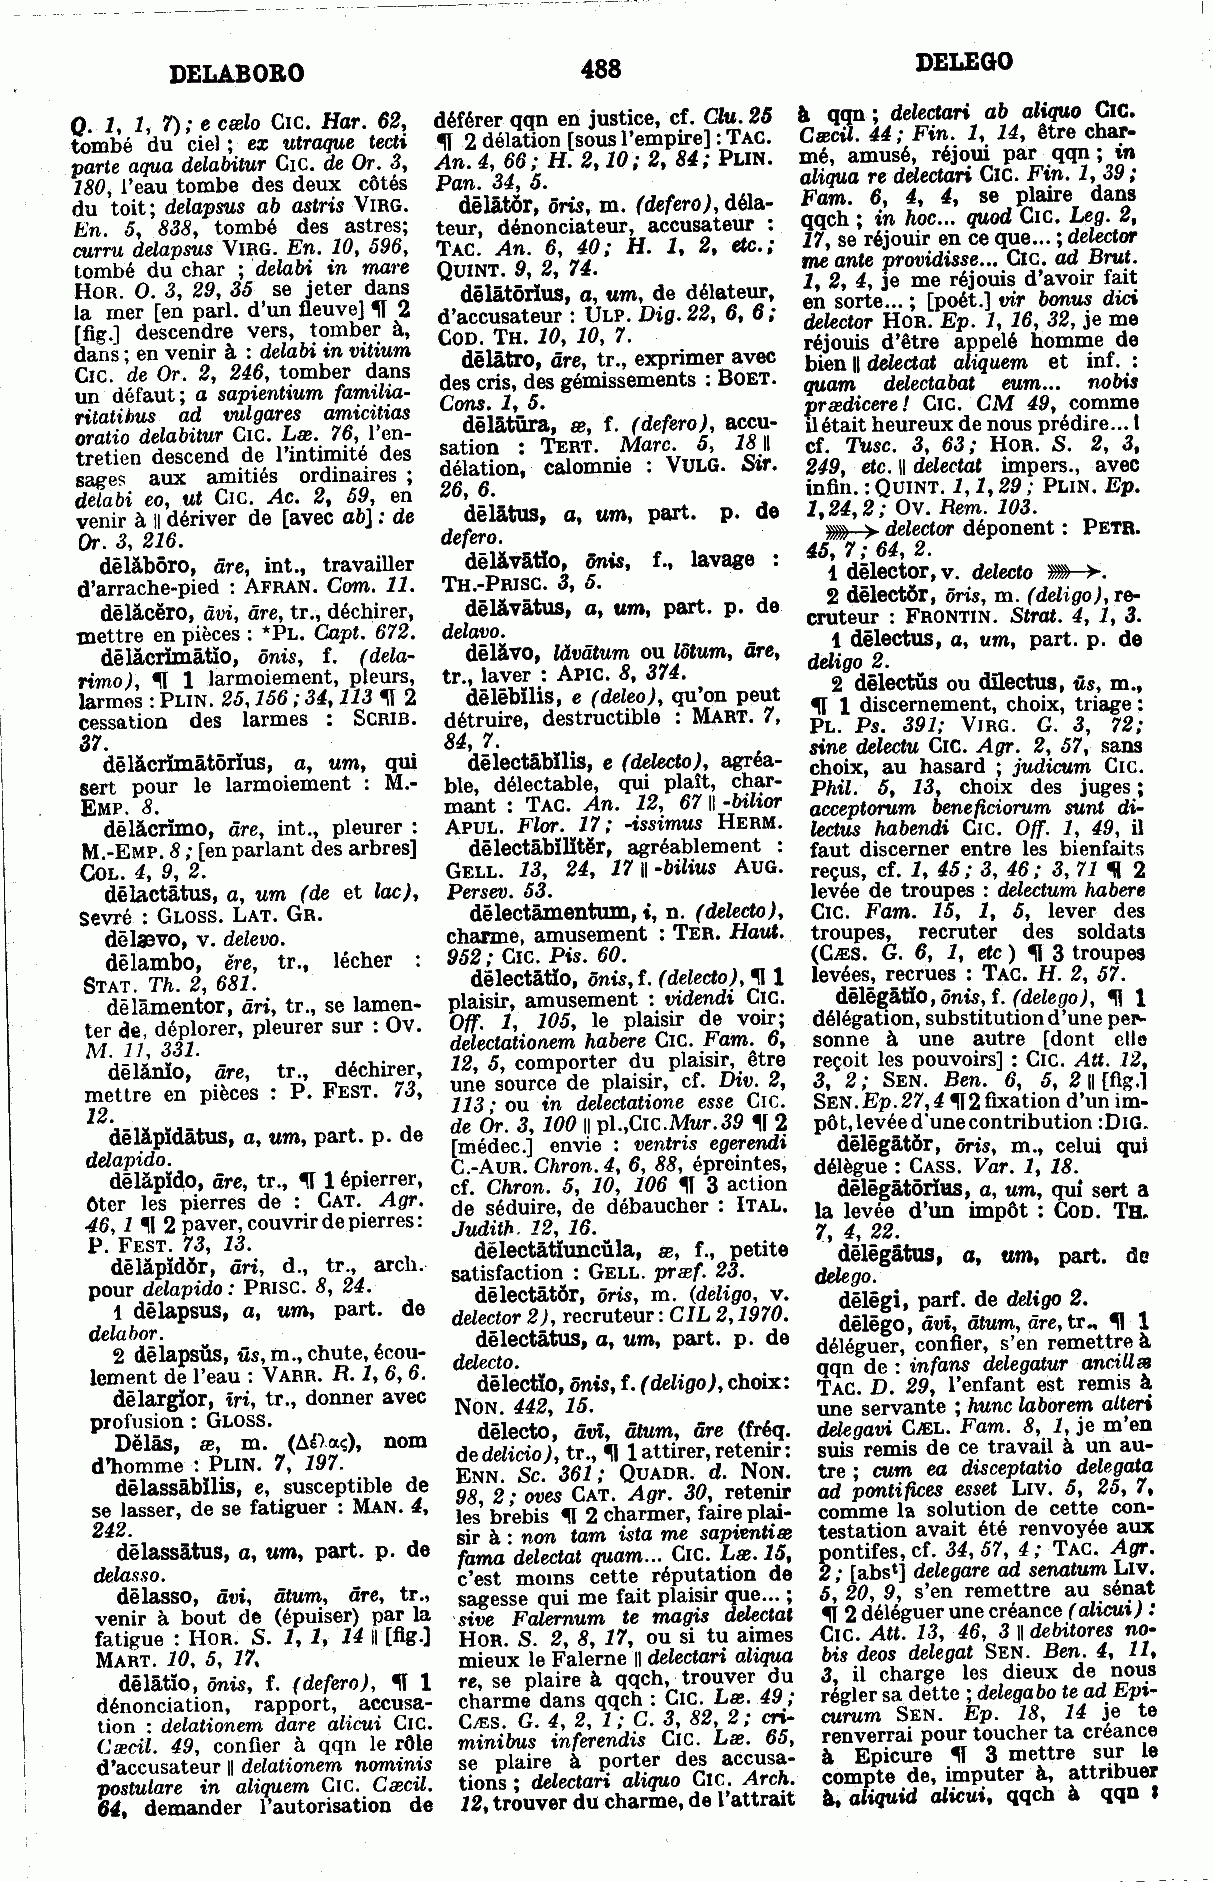 DELABORO
488
DELEGO
Q. 1, 1, 7); e cælo CIC. Har. 62,
tombé du ciel; ex utraque tecti
parte aqua delabitur CIC. de Or. 3,
180, l'eau tombe des deux côtés
du toit; delapsus ab astris VIRG.
En. 5, 838, tombé des astres;
curru delapsus VIRG. En. 10, 596,
tombé du char ; delabi in mare
HOR. O. 3, 29, 35 se jeter dans
la mer [en parl. d'un fleuve] ¶ 2
[fig.] descendre vers, tomber à,
dans; en venir à : delabi in vitium
CIC. de Or. 2, 246, tomber dans
un défaut; a sapientium familia-
ritatibus ad vulgares amicitias
oratio delabitur CIC. Læ. 76, l'en-
tretien descend de l'intimité des
sages aux amitiés ordinaires ;
delabi eo, ut CIC. Ac. 2, 59, en
venir à || dériver de [avec ab] : de
Or. 3, 216.
dēlăbōro, āre, int., travailler
d'arrache-pied : AFRAN. Com. 11.
dēlăcĕro, āvi, āre, tr., déchirer,
mettre en pièces : *PL. Capt. 672.
dēlăcrĭmātĭo, ōnis, f. (dela-
rimo), ¶ 1 larmoiement, pleurs,
larmes : PLIN. 25, 156 ; 34, 113 ¶ 2
cessation des larmes : SCRIB.
37.
dēlăcrĭmātōrĭus, a, um, qui
sert pour le larmoiement : M.-
EMP. 8.
dēlăcrĭmo, āre, int., pleurer :
M.-EMP. 8 ; [en parlant des arbres]
COL. 4, 9, 2.
dēlactātus, a, um (de et lac),
sevré : GLOSS. LAT. GR.
dēlævo, v. delevo.
dēlambo, ĕre, tr., lécher :
STAT. Th. 2, 681.
dēlāmentor, āri, tr., se lamen-
ter de, déplorer, pleurer sur : OV.
M. 11, 331.
dēlănĭo, āre, tr., déchirer,
mettre en pièces : P. FEST. 73,
12.
dēlăpĭdātus, a, um, part. p. de
delapido.
dēlăpĭdo, āre, tr., ¶ 1 épierrer,
ôter les pierres de : CAT. Agr.
46, 1 ¶ 2 paver, couvrir de pierres :
P. FEST. 73, 13.
dēlăpĭdŏr, āri, d., tr., arch.
pour delapido : PRISC. 8, 24.
1 dēlapsus, a, um, part. de
delabor.
2 dēlapsŭs, ūs, m., chute, écou-
lement de l'eau : VARR. R. 1, 6, 6.
dēlargĭor, īri, tr., donner avec
profusion : GLOSS.
Dēlās, æ, m. (Δέλας), nom
d'homme : PLIN. 7, 197.
dēlassābĭlis, e, susceptible de
se lasser, de se fatiguer : MAN. 4,
242.
dēlassātus, a, um, part. p. de
delasso.
dēlasso, āvi, ātum, āre, tr.,
venir à bout de (épuiser) par la
fatigue : HOR. S. 1, 1, 14 || [fig.]
MART. 10, 5, 17.
dēlātĭo, ōnis, f. (defero), ¶ 1
dénonciation, rapport, accusa-
tion : delationem dare alicui CIC.
Cæcil. 49, confier à qqn le rôle
d'accusateur || delationem nominis
postulare in aliquem CIC. Cæcil.
64, demander l'autorisation de
déférer qqn en justice, cf. Clu. 25
¶ 2 délation [sous l'empire] : TAC.
An. 4, 66 ; H. 2, 10 ; 2, 84 ; PLIN.
Pan. 34, 5.
dēlātŏr, ōris, m. (defero), déla-
teur, dénonciateur, accusateur :
TAC. An. 6, 40; H. 1, 2, etc.;
QUINT. 9, 2, 74.
dēlātōrĭus, a, um, de délateur,
d'accusateur : ULP. Dig. 22, 6, 6 ;
COD. TH. 10, 10, 7.
dēlātro, āre, tr., exprimer avec
des cris, des gémissements : BOET.
Cons. 1, 5.
dēlātūra, æ, f. (defero), accu-
sation : TERT. Marc. 5, 18 ||
délation, calomnie : VULG. Sir.
26, 6.
dēlātus, a, um, part. p. de
defero.
dēlăvātĭo, ōnis, f., lavage :
TH.-PRISC. 3, 5.
dēlăvātus, a, um, part. p. de
delavo.
dēlăvo, lăvātum ou lōtum, āre,
tr., laver : APIC. 8, 374.
dēlēbĭlis, e (deleo), qu'on peut
détruire, destructible : MART. 7,
84, 7.
dēlectābĭlis, e (delecto), agréa-
ble, délectable, qui plaît, char-
mant : TAC. An. 12, 67 || -bilior
APUL. Flor. 17 ; -issimus HERM.
dēlectābĭlĭtĕr, agréablement :
GELL. 13, 24, 17 || -bilius AUG.
Persev. 53.
dēlectāmentum, i, n. (delecto),
charme, amusement : TER. Haut.
952 ; CIC. Pis. 60.
dēlectātĭo, ōnis, f. (delecto), ¶ 1
plaisir, amusement : videndi CIC.
Off. 1, 105, le plaisir de voir;
delectationem habere CIC. Fam. 6,
12, 5, comporter du plaisir, être
une source de plaisir, cf. Div. 2,
113 ; ou in delectatione esse CIC.
de Or. 3, 100 || pl., CIC. Mur. 39 ¶ 2
[médec.] envie : ventris egerendi
C.-AUR. Chron. 4, 6, 88, épreintes,
cf. Chron. 5, 10, 106 ¶ 3 action
de séduire, de débaucher : ITAL.
Judith. 12, 16.
dēlectātĭuncŭla, æ, f., petite
satisfaction : GELL. præf. 23.
dēlectātŏr, ōris, m. (deligo, v.
delector 2), recruteur : CIL 2, 1970.
dēlectātus, a, um, part. p. de
delecto.
dēlectĭo, ōnis, f. (deligo), choix :
NON. 442, 15.
dēlecto, āvī, ātum, āre (fréq.
de delicio), tr., ¶ 1 attirer, retenir :
ENN. Sc. 361 ; QUADR. d. NON.
98, 2 ; oves CAT. Agr. 30, retenir
les brebis ¶ 2 charmer, faire plai-
sir à : non tam ista me sapientiæ
fama delectat quam... CIC. Læ. 15,
c'est moins cette réputation de
sagesse qui me fait plaisir que... ;
sive Falernum te magis delectat
HOR. S. 2, 8, 17, ou si tu aimes
mieux le Falerne || delectari aliqua
re, se plaire à qqch, trouver du
charme dans qqch : CIC. Læ. 49 ;
CÆS. G. 4, 2, 1 ; C. 3, 82, 2 ; cri-
minibus inferendis CIC. Læ. 65,
se plaire à porter des accusa-
tions ; delectari aliquo CIC. Arch.
12, trouver du charme, de l'attrait
à qqn ; delectari ab aliquo CIC.
Cæcil. 44 ; Fin. 1, 14, être char-
mé, amusé, réjoui par qqn ; in
aliqua re delectari CIC. Fin. 1, 39 ;
Fam. 6, 4, 4, se plaire dans
qqch ; in hoc... quod CIC. Leg. 2,
17, se réjouir en ce que... ; delector
me ante providisse... CIC. ad Brut.
1, 2, 4, je me réjouis d'avoir fait
en sorte... ; [poét.] vir bonus dici
delector HOR. Ep. 1, 16, 32, je me
réjouis d'être appelé homme de
bien || delectat aliquem et inf. :
quam delectabat eum... nobis
prædicere ! CIC. CM 49, comme
il était heureux de nous prédire... !
cf. Tusc. 3, 63 ; HOR. S. 2, 3,
249, etc. || delectat impers., avec
infin. : QUINT. 1, 1, 29 ; PLIN. Ep.
1, 24, 2 ; OV. Rem. 103.
delector déponent : PETR.
45, 7 ; 64, 2.
1 dēlector, v. delecto
2 dēlectŏr, ōris, m. (deligo), re-
cruteur : FRONTIN. Strat. 4, 1, 3.
1 dēlectus, a, um, part. p. de
deligo 2.
2 dēlectŭs ou dīlectus, ūs, m.,
¶ 1 discernement, choix, triage :
PL. Ps. 391; VIRG. G. 3, 72;
sine delectu CIC. Agr. 2, 57, sans
choix, au hasard ; judicum CIC.
Phil. 5, 13, choix des juges ;
acceptorum beneficiorum sunt di-
lectus habendi CIC. Off. 1, 49, il
faut discerner entre les bienfaits
reçus, cf. 1, 45 ; 3, 46 ; 3, 71 ¶ 2
levée de troupes : delectum habere
CIC. Fam. 15, 1, 5, lever des
troupes, recruter des soldats
(CÆS. G. 6, 1, etc ) ¶ 3 troupes
levées, recrues : TAC. H. 2, 57.
dēlēgātĭo, ōnis, f. (delego), ¶ 1
délégation, substitution d'une per-
sonne à une autre [dont elle
reçoit les pouvoirs] : CIC. Att. 12,
3, 2 ; SEN. Ben. 6, 5, 2 || [fig.]
SEN. Ep. 27, 4 ¶ 2 fixation d'un im-
pôt, levée d'une contribution : DIG.
dēlēgātŏr, ōris, m., celui qui
délègue : CASS. Var. 1, 18.
dēlēgātōrĭus, a, um, qui sert a
la levée d'un impôt : COD. TH.
7, 4, 22.
dēlēgātus, a, um, part. de
delego.
dēlēgi, parf. de deligo 2.
dēlēgo, āvī, ātum, āre, tr., ¶ 1
déléguer, confier, s'en remettre à
qqn de : infans delegatur ancillæ
TAC. D. 29, l'enfant est remis à
une servante ; hunc laborem alteri
delegavi CÆL. Fam. 8, 1, je m'en
suis remis de ce travail à un au-
tre ; cum ea disceptatio delegata
ad pontifices esset LIV. 5, 25, 7,
comme la solution de cette con-
testation avait été renvoyée aux
pontifes, cf. 34, 57, 4 ; TAC. Agr.
2 ; [absᵗ] delegare ad senatum LIV.
5, 20, 9, s'en remettre au sénat
¶ 2 déléguer une créance (alicui) :
CIC. Att. 13, 46, 3 || debitores no-
bis deos delegat SEN. Ben. 4, 11,
3, il charge les dieux de nous
régler sa dette ; delegabo te ad Epi-
curum SEN. Ep. 18, 14 je te
renverrai pour toucher ta créance
à Epicure ¶ 3 mettre sur le
compte de, imputer à, attribuer
à, aliquid alicui, qqch à qqn :